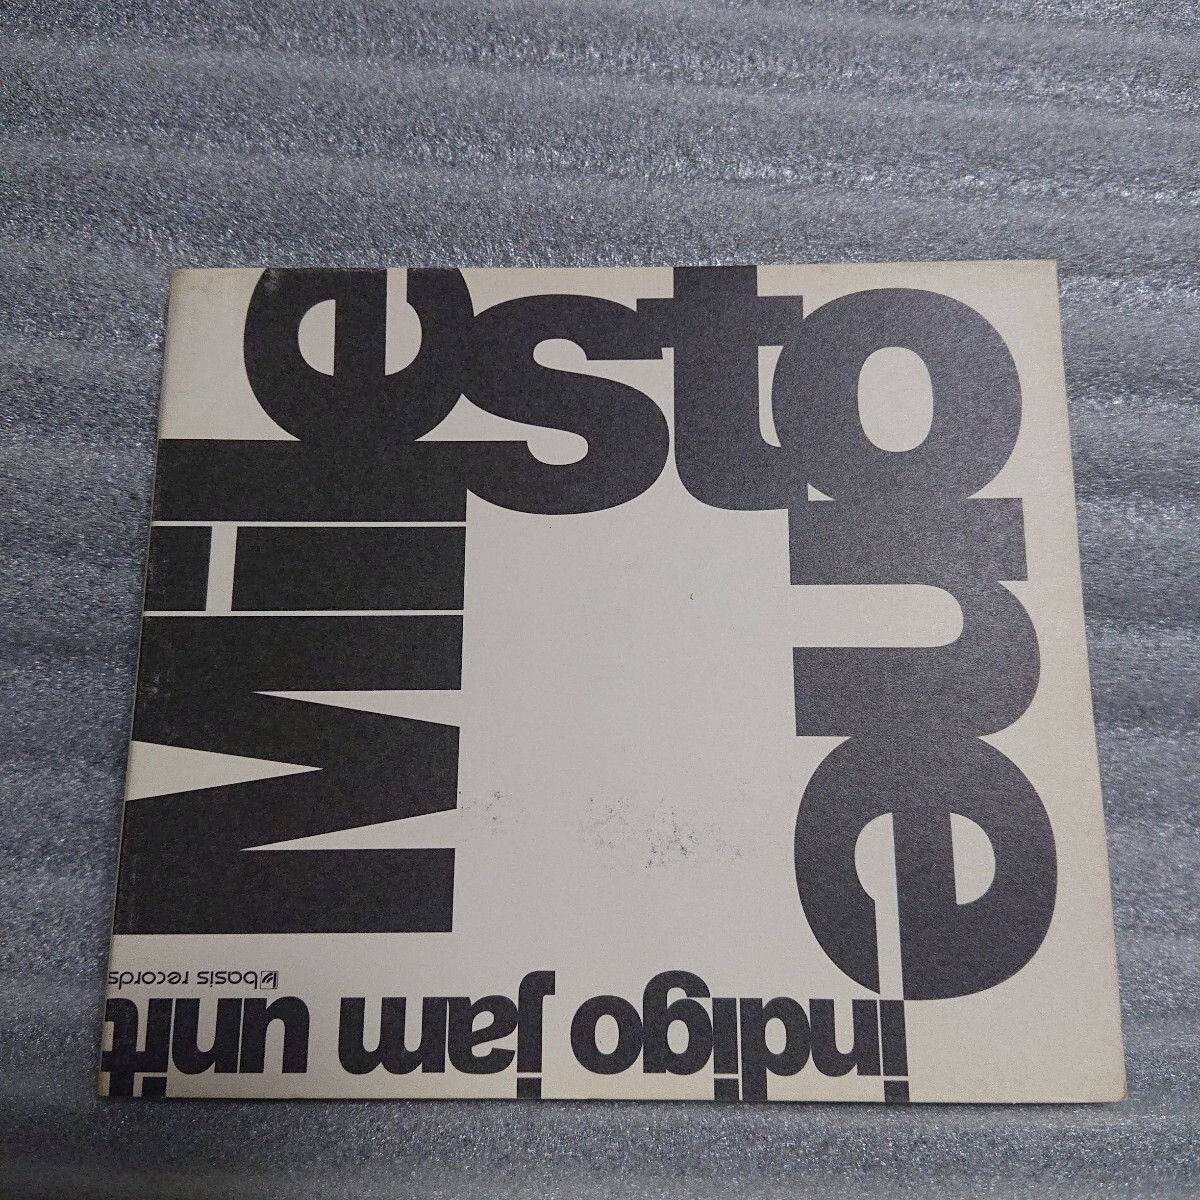 Milestone
indigo jam unit
basis records